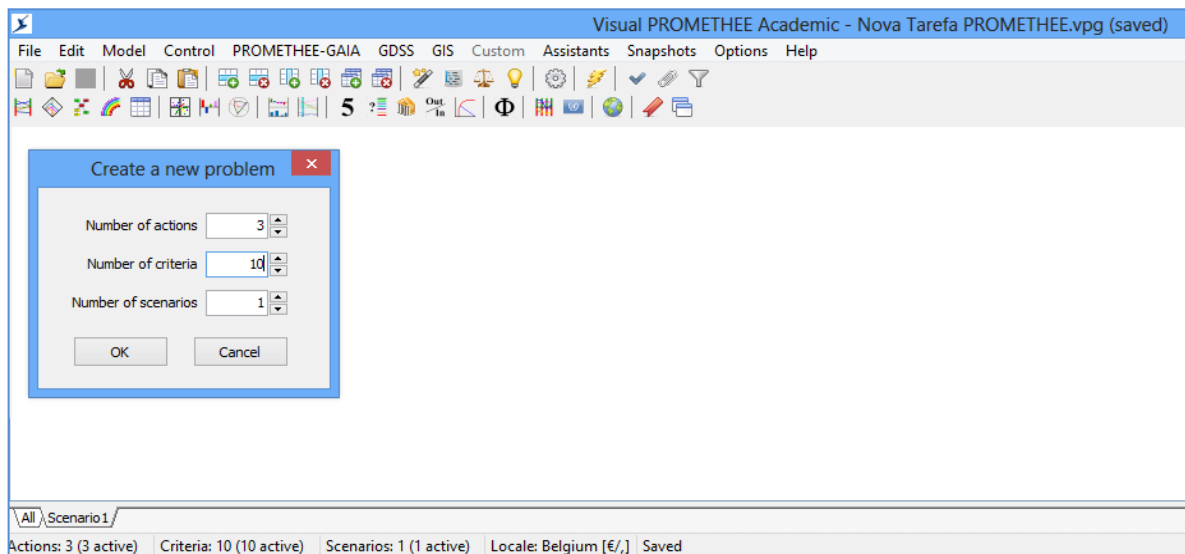 Visual PROMETHEE Academic - Nova Tarefa PROMETHEE.vpg (saved)
File Edit Model Control PROMETHEE-GAIA GDSS GIS Custom Assistants Snapshots Options Help
5 ? Out In Φ
Create a new problem
Number of actions 3
Number of criteria 10
Number of scenarios 1
OK Cancel
All Scenario1
Actions: 3 (3 active) Criteria: 10 (10 active) Scenarios: 1 (1 active) Locale: Belgium [€/,] Saved